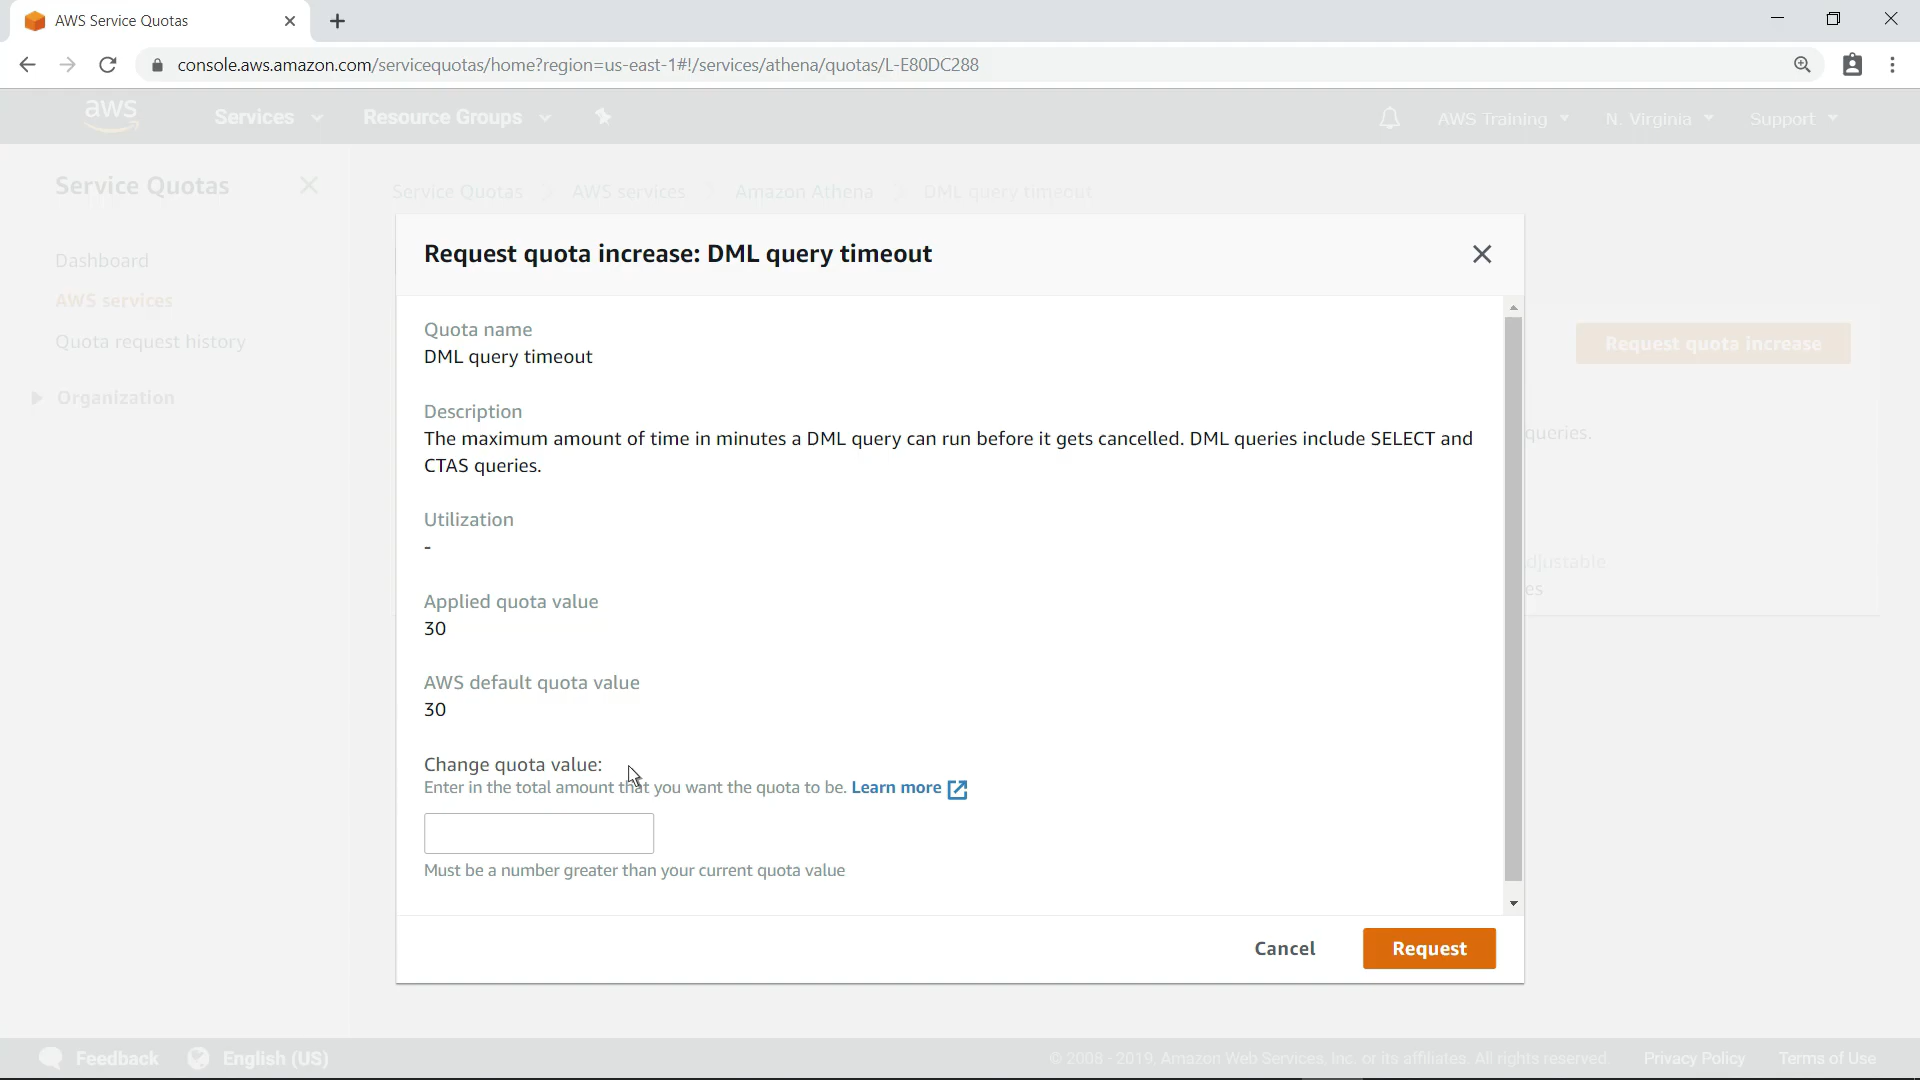 AWS Service Quotas
console.aws.amazon.com/servicequotas/home?region=us-east-1#!/services/athena/quotas/L-E80DC288
aws
Services
Resource Groups
AWS Training
N. Virginia
Support
Service Quotas
Service Quotas
AWS services
Amazon Athena
DML query timeout
Dashboard
AWS services
Quota request history
Organization
Request quota increase
queries.
djustable
es
Request quota increase: DML query timeout
Quota name
DML query timeout
Description
The maximum amount of time in minutes a DML query can run before it gets cancelled. DML queries include SELECT and
CTAS queries.
Utilization
-
Applied quota value
30
AWS default quota value
30
Change quota value:
Enter in the total amount that you want the quota to be. Learn more
Must be a number greater than your current quota value
Cancel
Request
Feedback
English (US)
© 2008 - 2019, Amazon Web Services, Inc. or its affiliates. All rights reserved.
Privacy Policy
Terms of Use